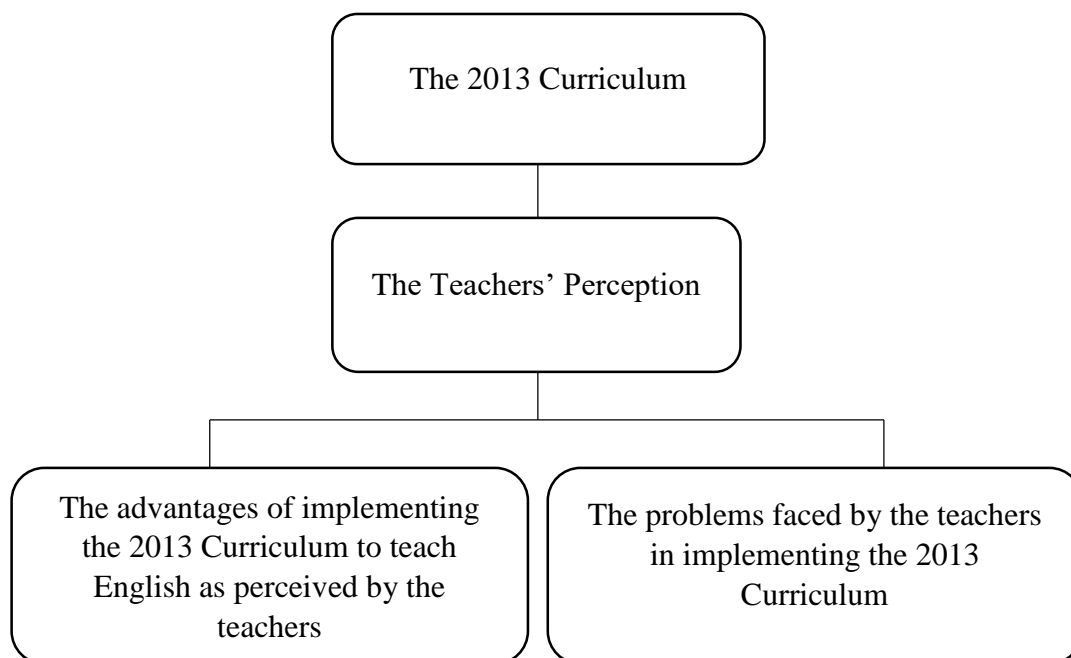 The 2013 Curriculum
The Teachers’ Perception
The advantages of implementing
the 2013 Curriculum to teach
English as perceived by the
teachers
The problems faced by the teachers
in implementing the 2013
Curriculum